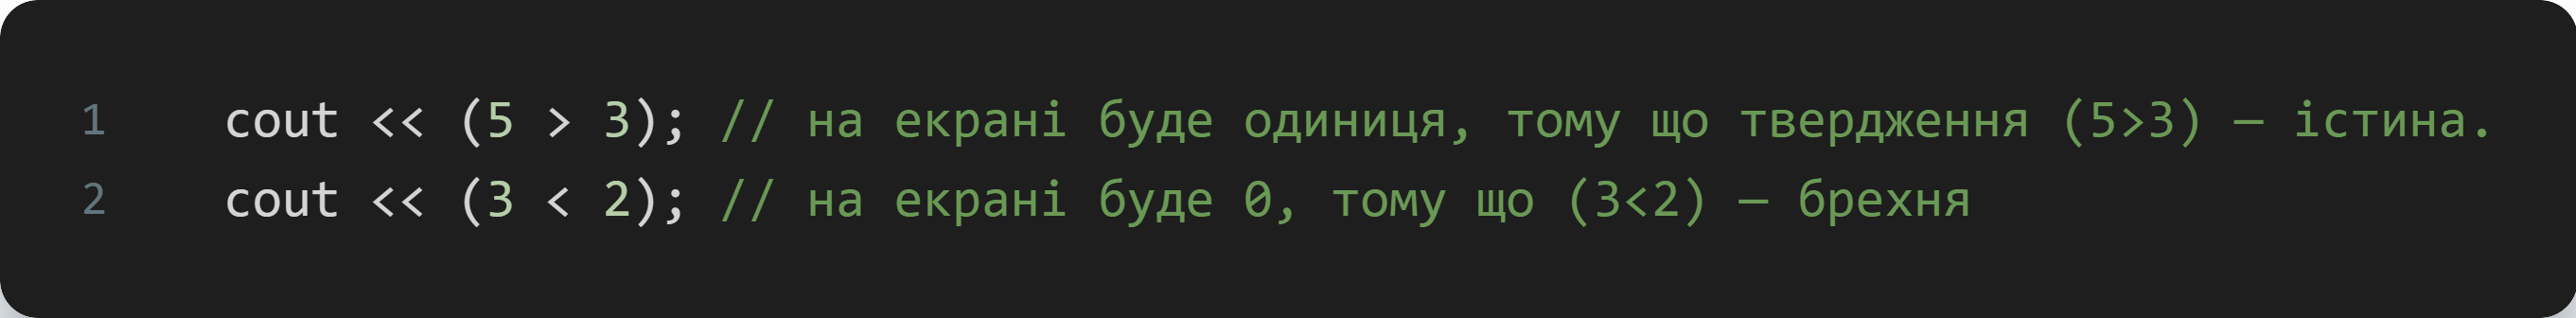 1 cout << (5 > 3); // на екрані буде одиниця, тому що твердження (5>3) — істина.
2 cout << (3 < 2); // на екрані буде 0, тому що (3<2) — брехня